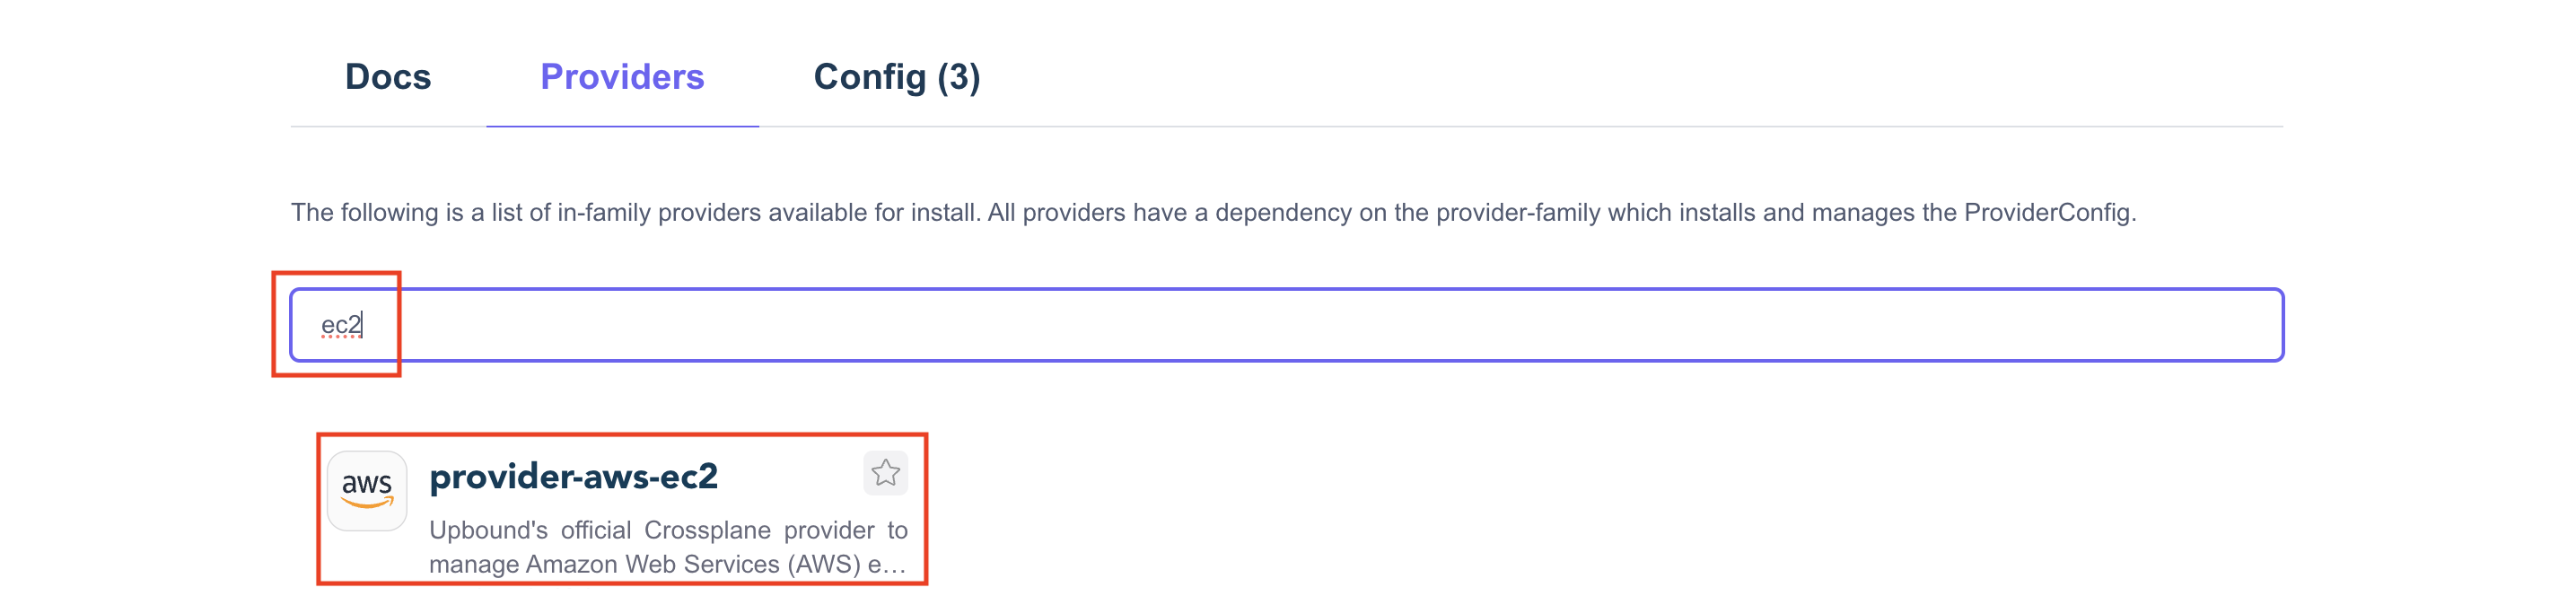 Docs Providers Config (3)
The following is a list of in-family providers available for install. All providers have a dependency on the provider-family which installs and manages the ProviderConfig.
ec2
aws
provider-aws-ec2
Upbound's official Crossplane provider to
manage Amazon Web Services (AWS) e...